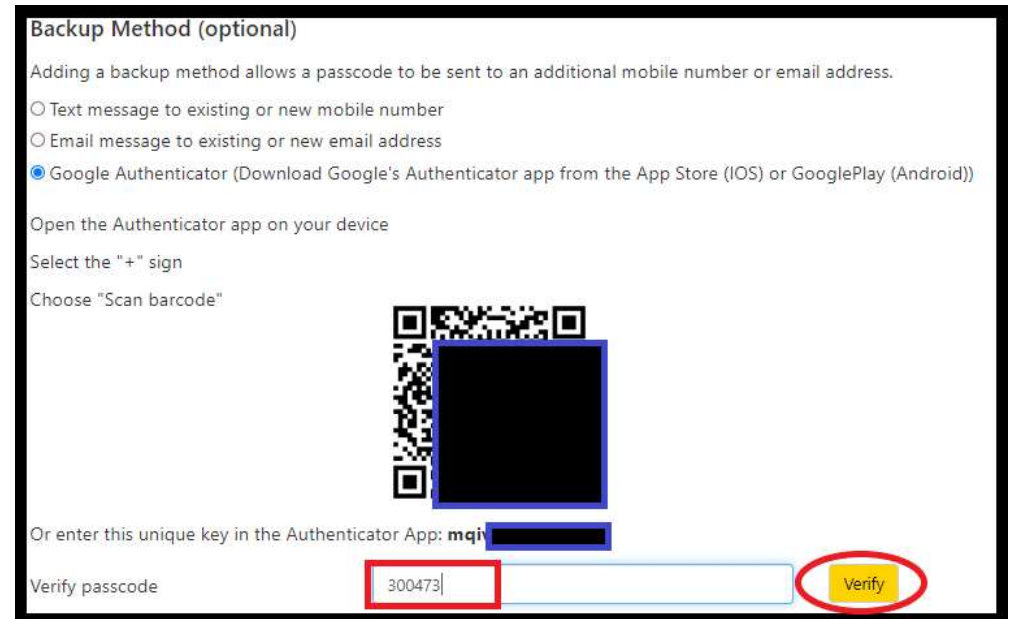 Backup Method (optional)
Adding a backup method allows a passcode to be sent to an additional mobile number or email address.
Text message to existing or new mobile number
Email message to existing or new email address
Google Authenticator (Download Google's Authenticator app from the App Store (IOS) or GooglePlay (Android))
Open the Authenticator app on your device
Select the "+" sign
Choose "Scan barcode"
Or enter this unique key in the Authenticator App:
Verify passcode 300473 Verify